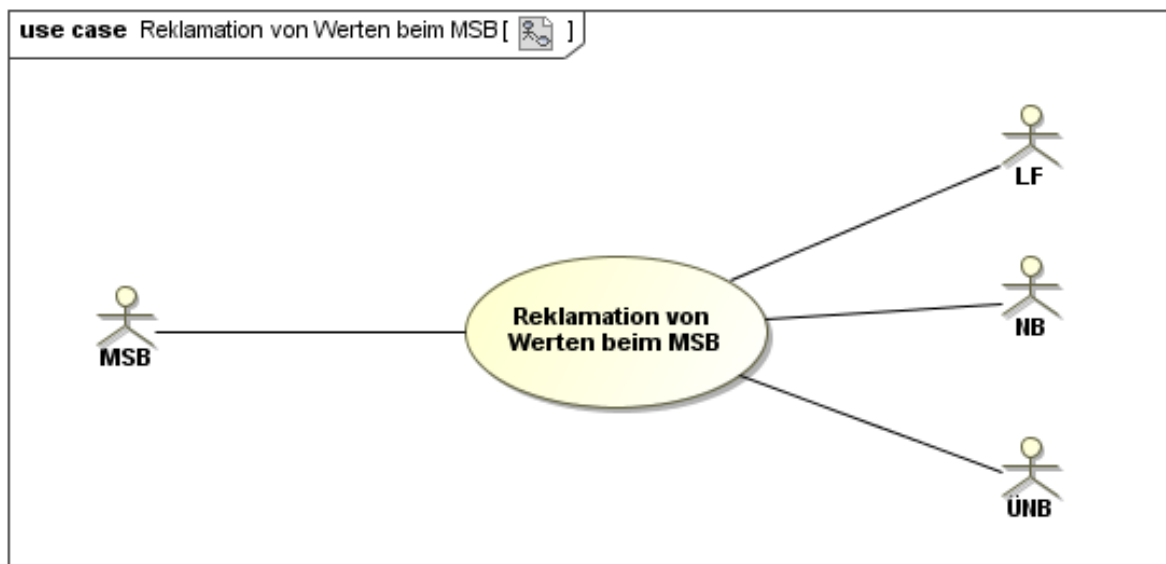 use case Reklamation von Werten beim MSB [ ]
LF
NB
Reklamation von
Werten beim MSB
MSB
ÜNB